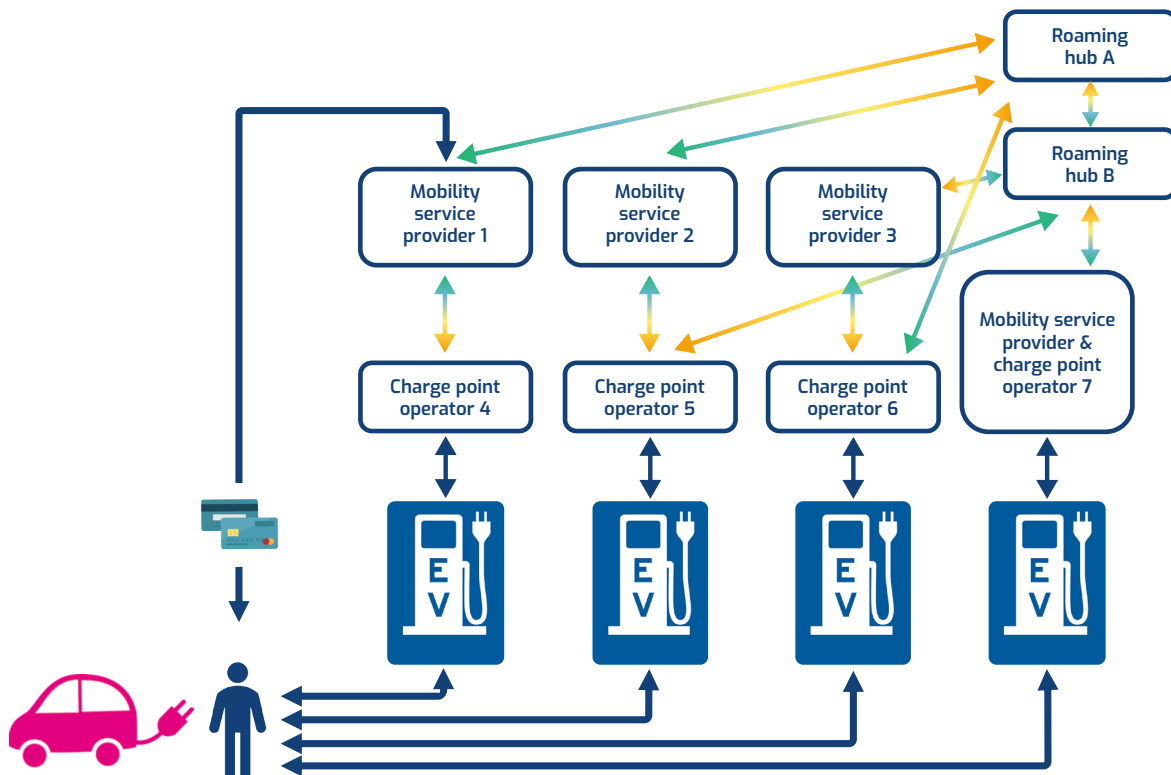 Roaming
hub A
Roaming
hub B
Mobility
service
provider 1
Mobility
service
provider 2
Mobility
service
provider 3
Mobility service
provider &
charge point
operator 7
Charge point
operator 4
Charge point
operator 5
Charge point
operator 6
E
V
E
V
E
V
E
V